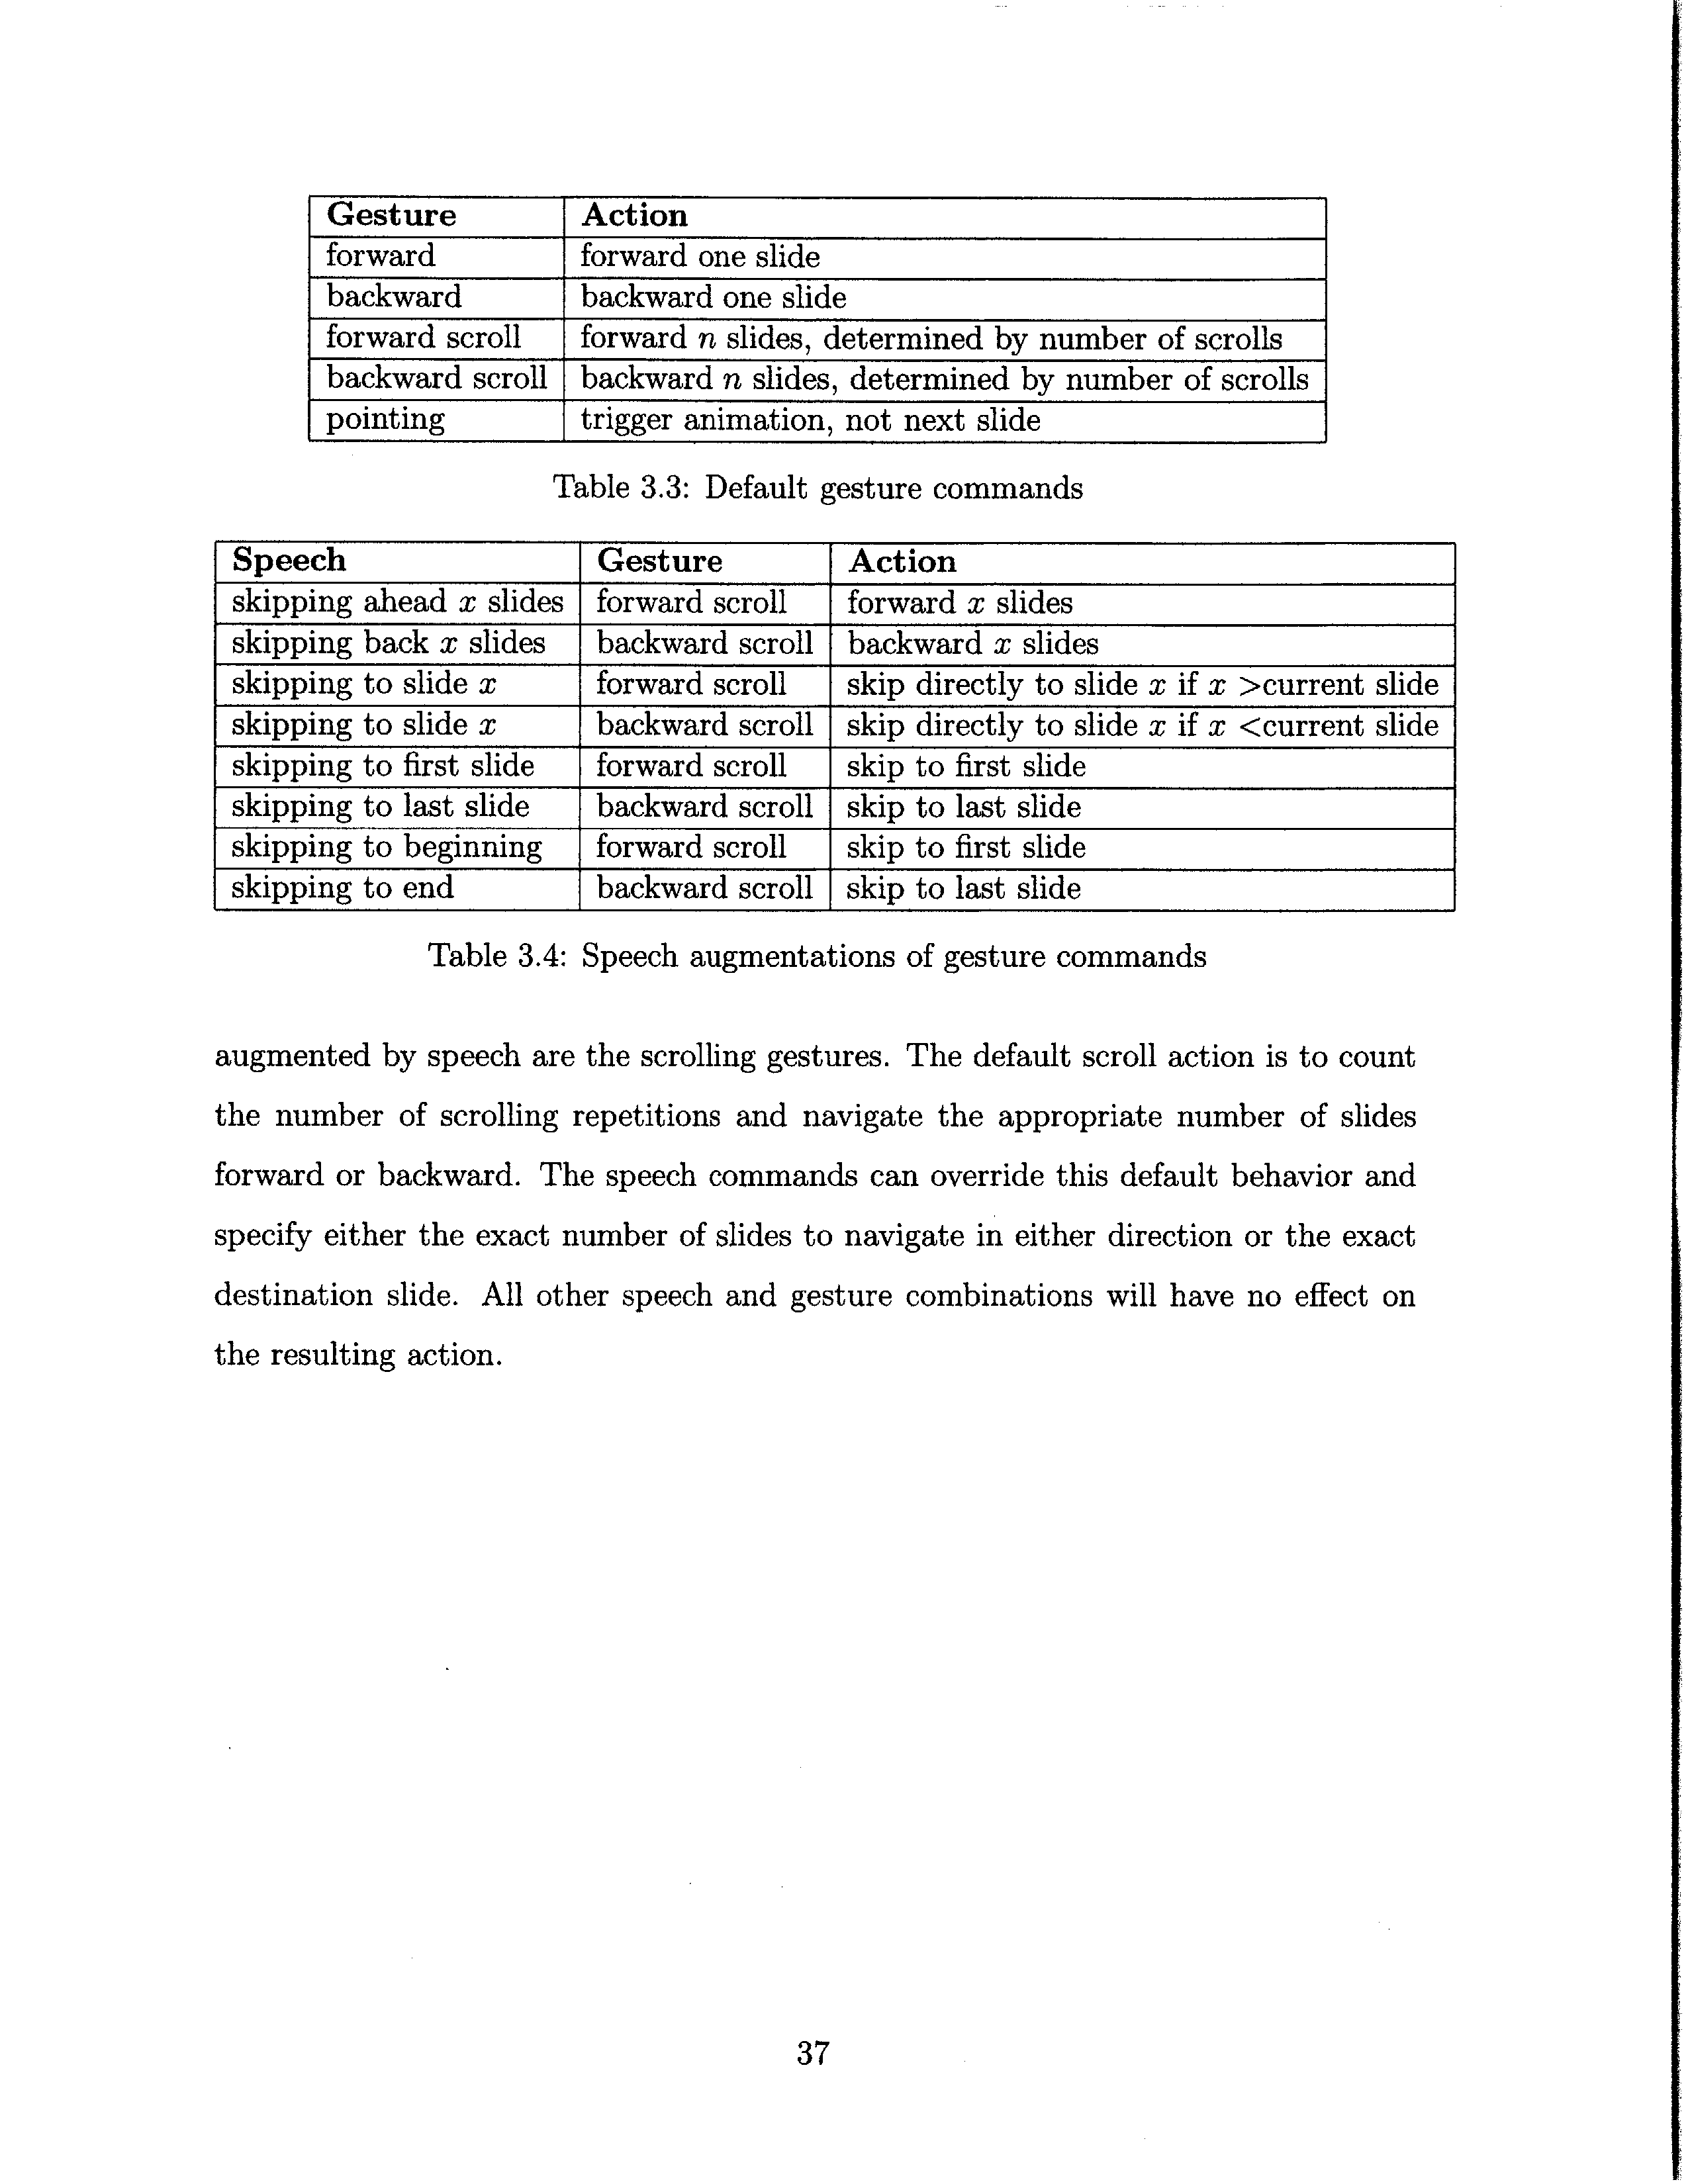 Gesture Action
forward forward one slide
backward backward one slide
forward scroll forward n slides, determined by number of scrolls
backward scroll backward n slides, determined by number of scrolls
pointing trigger animation, not next slide
Table 3.3: Default gesture commands
Speech Gesture Action
skipping ahead x slides forward scroll forward x slides
skipping back x slides backward scroll backward x slides
skipping to slide x forward scroll skip directly to slide x if x >current slide
skipping to slide x backward scroll skip directly to slide x if x <current slide
skipping to first slide forward scroll skip to first slide
skipping to last slide backward scroll skip to last slide
skipping to beginning forward scroll skip to first slide
skipping to end backward scroll skip to last slide
Table 3.4: Speech augmentations of gesture commands
augmented by speech are the scrolling gestures. The default scroll action is to count
the number of scrolling repetitions and navigate the appropriate number of slides
forward or backward. The speech commands can override this default behavior and
specify either the exact number of slides to navigate in either direction or the exact
destination slide. All other speech and gesture combinations will have no effect on
the resulting action.
37